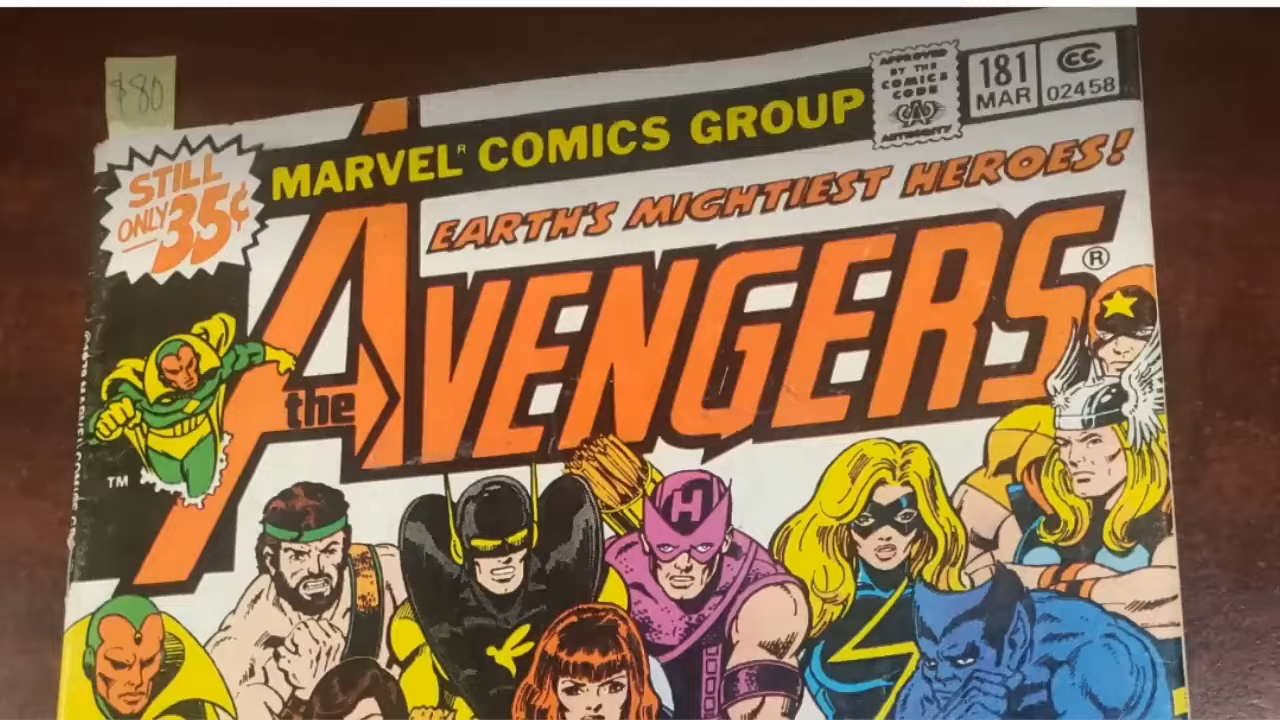 $80
APPROVED
BY THE
COMICS
CODE
AUTHORITY
181
MAR
CC
02458
MARVEL® COMICS GROUP
STILL
ONLY 35¢
EARTH'S MIGHTIEST HEROES!
the AVENGERS®
TM
H